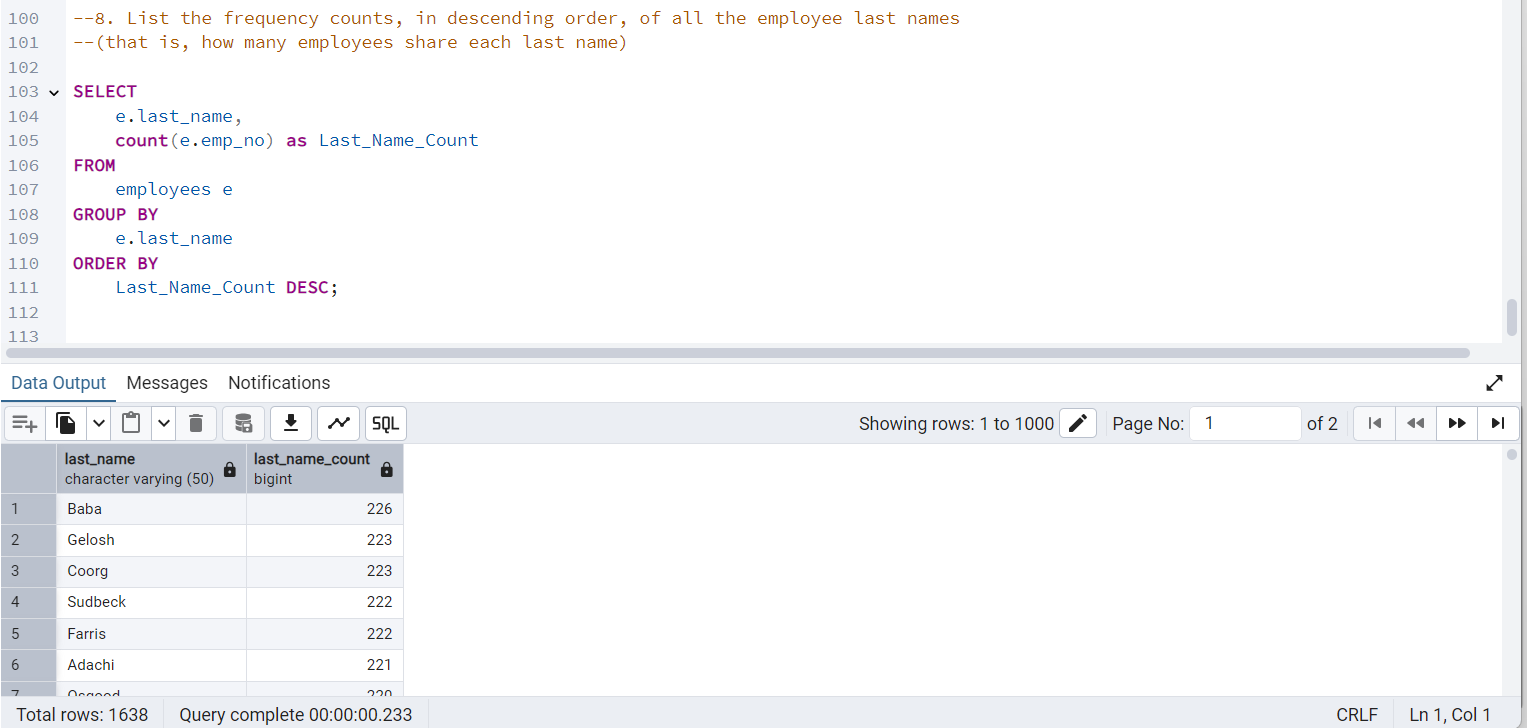 100 --8. List the frequency counts, in descending order, of all the employee last names
101 --(that is, how many employees share each last name)
102
103 SELECT
104 e.last_name,
105 count(e.emp_no) as Last_Name_Count
106 FROM
107 employees e
108 GROUP BY
109 e.last_name
110 ORDER BY
111 Last_Name_Count DESC;
112
113
Data Output Messages Notifications
SQL Showing rows: 1 to 1000 Page No: 1 of 2
last_name last_name_count
character varying (50) bigint
1 Baba 226
2 Gelosh 223
3 Coorg 223
4 Sudbeck 222
5 Farris 222
6 Adachi 221
7 Osgood 220
Total rows: 1638 Query complete 00:00:00.233 CRLF Ln 1, Col 1